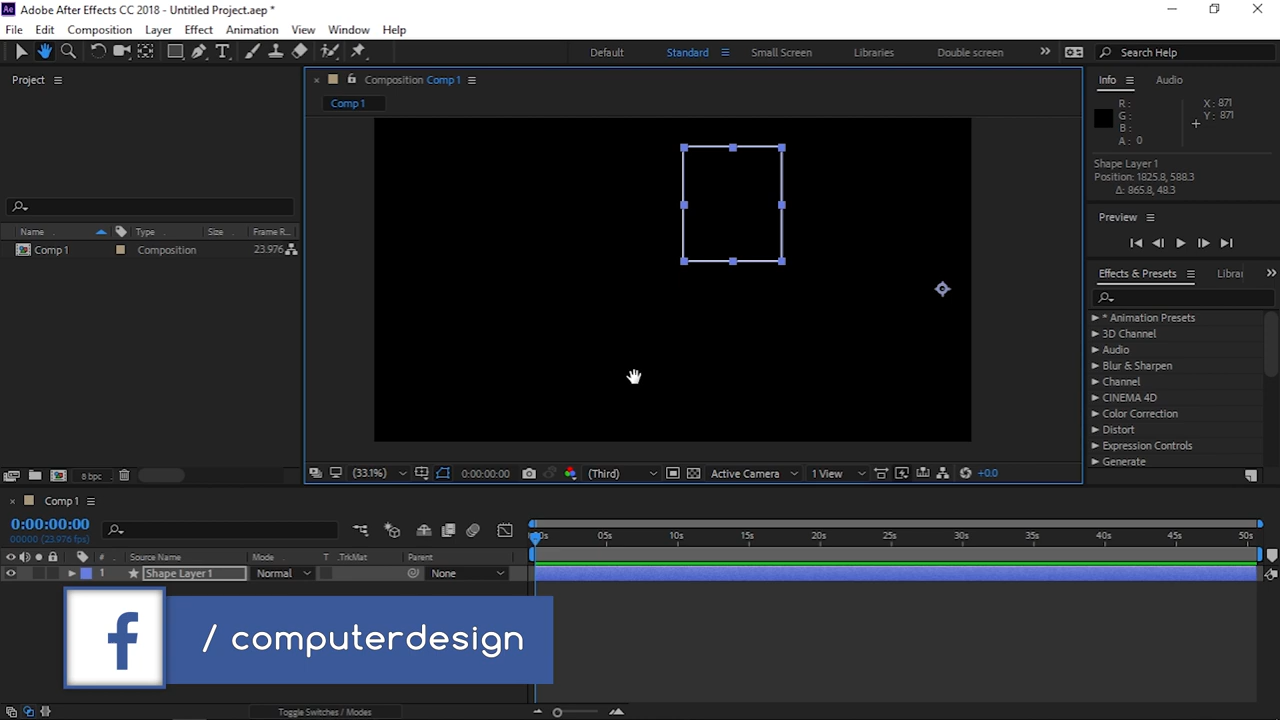 Adobe After Effects CC 2018 - Untitled Project.aep *
File Edit Composition Layer Effect Animation View Window Help
Default Standard Small Screen Libraries Double screen Search Help
Project
Composition Comp 1
Comp 1
Info Audio
R :
G :
B :
A : 0
X : 871
Y : 871
Shape Layer 1
Position: 1825.8, 588.3
Δ: 865.8, 48.3
Preview
Name Type Size Frame R...
Comp 1 Composition 23.976
Effects & Presets Librar
* Animation Presets
3D Channel
Audio
Blur & Sharpen
Channel
CINEMA 4D
Color Correction
Distort
Expression Controls
Generate
8 bpc
(33.1%) 0:00:00:00 (Third) Active Camera 1 View +0.0
Comp 1
0:00:00:00
00000 (23.976 fps)
05s 10s 15s 20s 25s 30s 35s 40s 45s 50s
# Source Name Mode T .TrkMat Parent
1 Shape Layer 1 Normal None
f / computerdesign
Toggle Switches / Modes